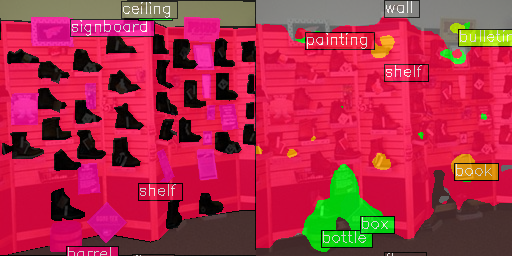 ceiling
signboard
shelf
barrel
wall
painting
bulletin
shelf
book
box
bottle